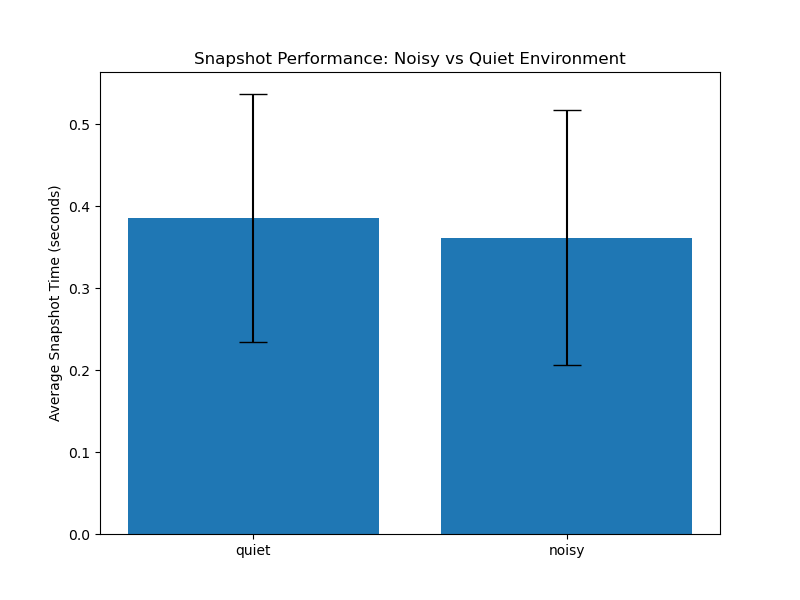 Snapshot Performance: Noisy vs Quiet Environment
Average Snapshot Time (seconds)
0.5
0.4
0.3
0.2
0.1
0.0
quiet
noisy